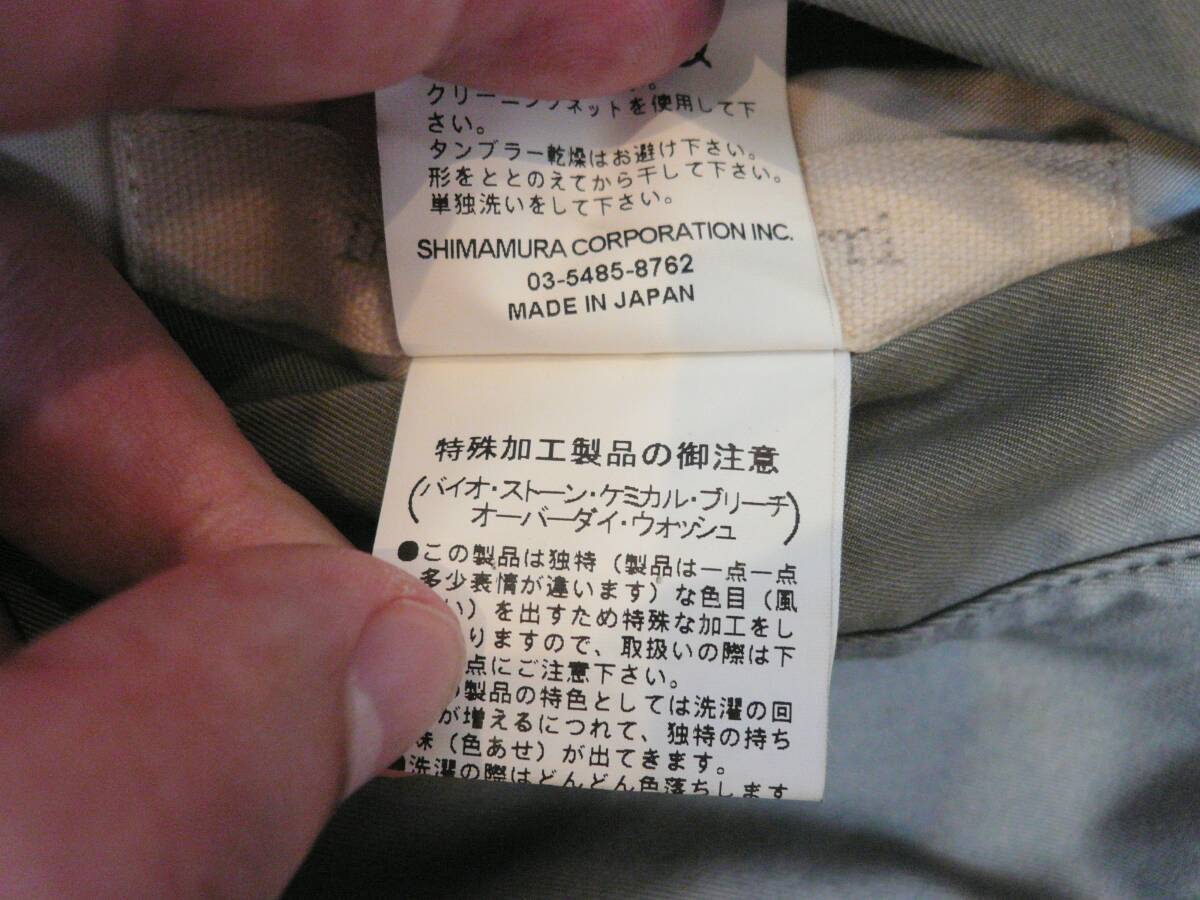 クリーニングネットを使用して下
さい。
タンブラー乾燥はお避け下さい。
形をととのえてから干して下さい。
単独洗いをして下さい。
SHIMAMURA CORPORATION INC.
03-5485-8762
MADE IN JAPAN
特殊加工製品の御注意
(バイオ・ストーン・ケミカル・ブリーチ
オーバーダイ・ウォッシュ)
●この製品は独特（製品は一点一点
多少表情が違います）な色目（風
い）を出すため特殊な加工をし
りますので、取扱いの際は下
点にご注意下さい。
製品の特色としては洗濯の回
が増えるにつれて、独特の持ち
味（色あせ）が出てきます。
●洗濯の際はどんどん色落ちします